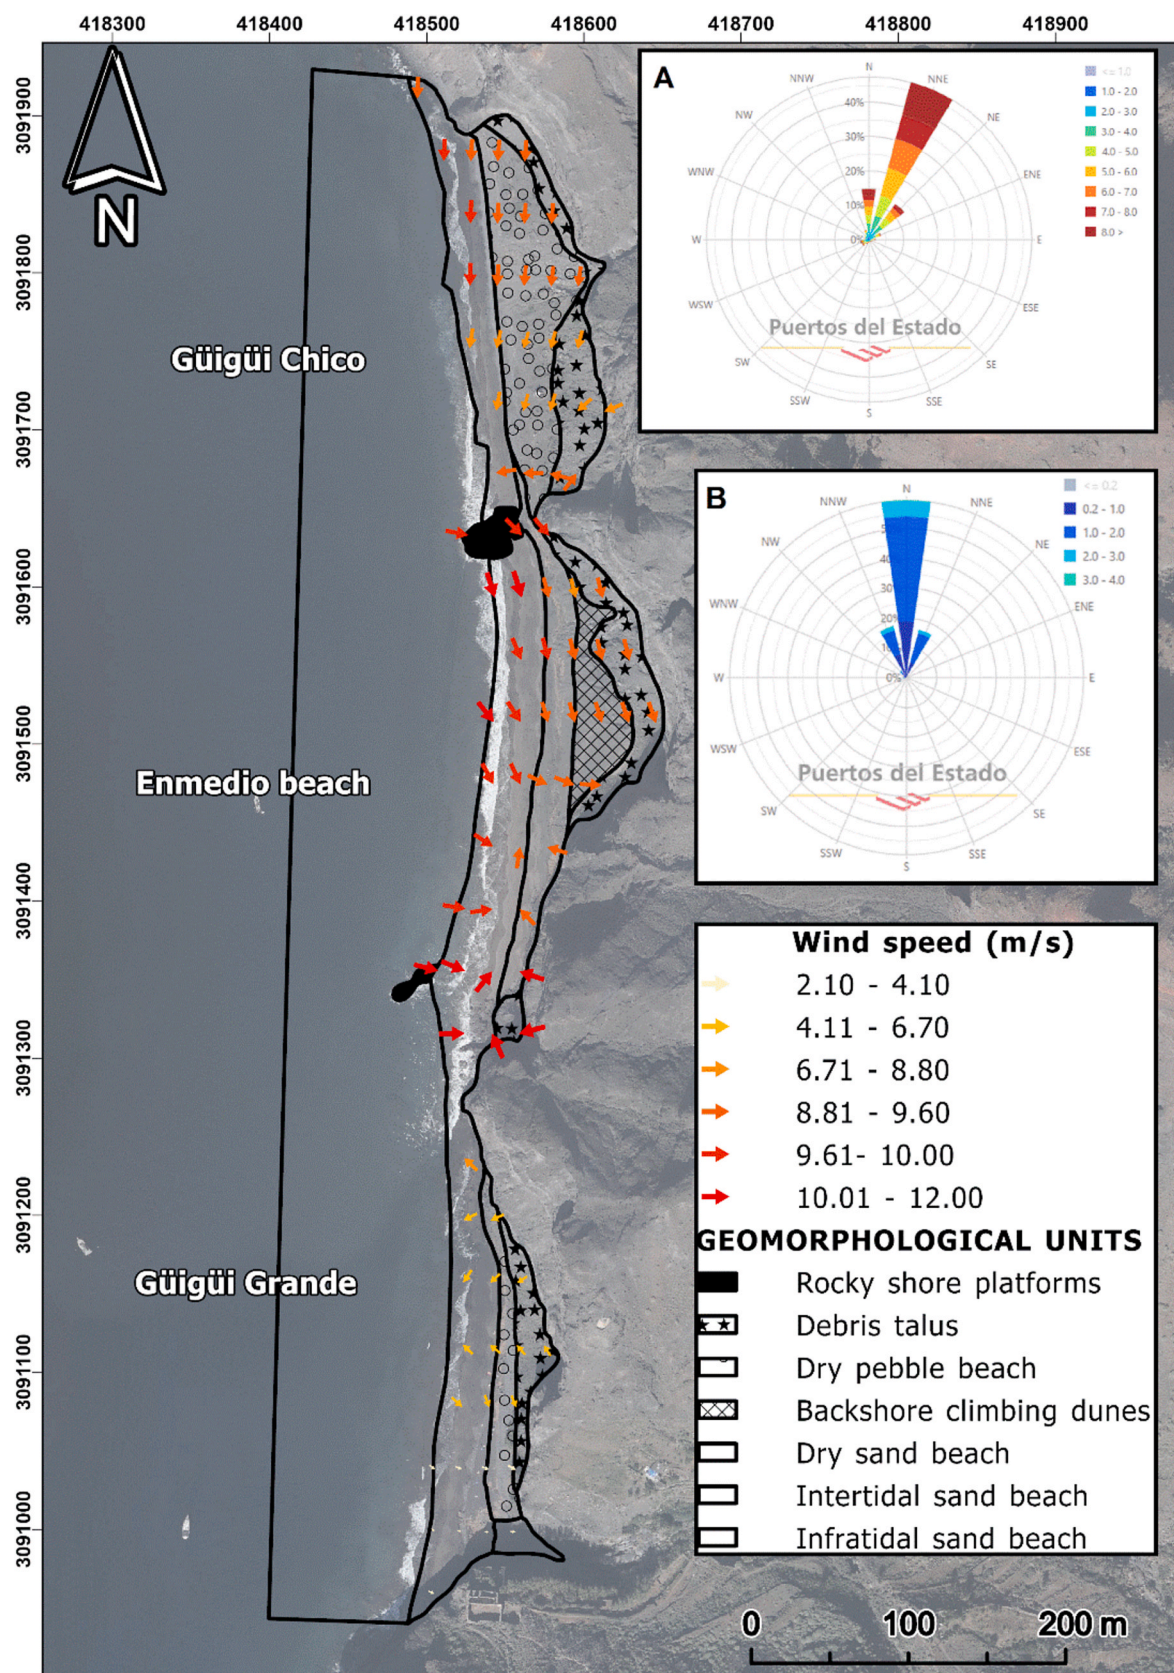 418300 418400 418500 418600 418700 418800 418900
3091900
3091800
3091700
3091600
3091500
3091400
3091300
3091200
3091100
3091000
N
Güigüi Chico
Enmedio beach
Güigüi Grande
A
N
NNE
NE
ENE
E
ESE
SE
SSE
S
SSW
SW
WSW
W
WNW
NW
NNW
40%
30%
20%
10%
0%
<= 1.0
1.0 - 2.0
2.0 - 3.0
3.0 - 4.0
4.0 - 5.0
5.0 - 6.0
6.0 - 7.0
7.0 - 8.0
8.0 >
Puertos del Estado
B
N
NNE
NE
ENE
E
ESE
SE
SSE
S
SSW
SW
WSW
W
WNW
NW
NNW
20%
0%
<= 0.2
0.2 - 1.0
1.0 - 2.0
2.0 - 3.0
3.0 - 4.0
Puertos del Estado
Wind speed (m/s)
2.10 - 4.10
4.11 - 6.70
6.71 - 8.80
8.81 - 9.60
9.61- 10.00
10.01 - 12.00
GEOMORPHOLOGICAL UNITS
Rocky shore platforms
Debris talus
Dry pebble beach
Backshore climbing dunes
Dry sand beach
Intertidal sand beach
Infratidal sand beach
0 100 200 m